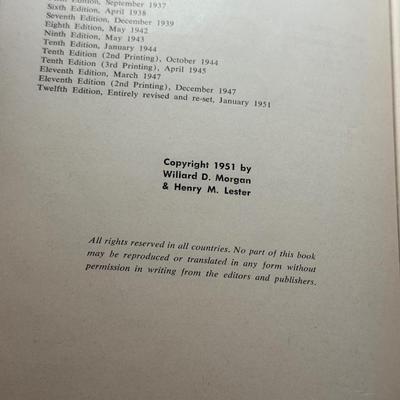 Edition, September 1937
Sixth Edition, April 1938
Seventh Edition, December 1939
Eighth Edition, May 1942
Ninth Edition, May 1943
Tenth Edition, January 1944
Tenth Edition (2nd Printing), October 1944
Tenth Edition (3rd Printing), April 1945
Eleventh Edition, March 1947
Eleventh Edition (2nd Printing), December 1947
Twelfth Edition, Entirely revised and re-set, January 1951
Copyright 1951 by
Willard D. Morgan
& Henry M. Lester
All rights reserved in all countries. No part of this book
may be reproduced or translated in any form without
permission in writing from the editors and publishers.